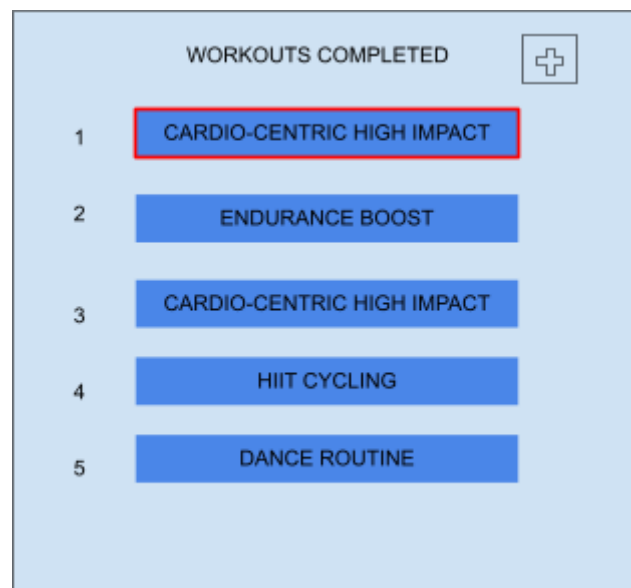 WORKOUTS COMPLETED
1 CARDIO-CENTRIC HIGH IMPACT
2 ENDURANCE BOOST
3 CARDIO-CENTRIC HIGH IMPACT
4 HIIT CYCLING
5 DANCE ROUTINE